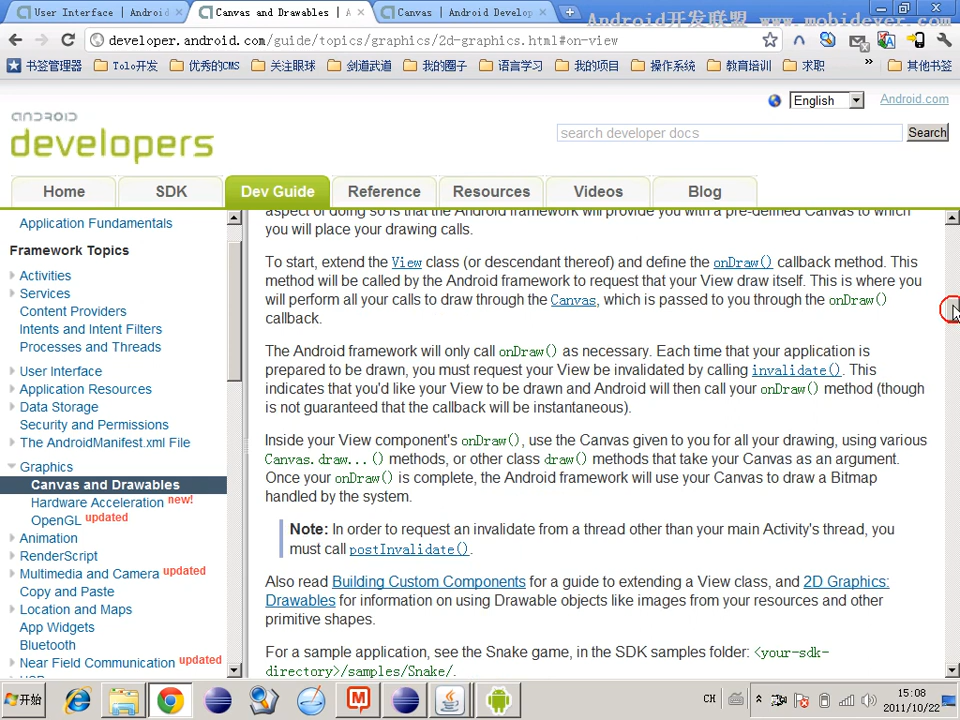 User Interface | Android
Canvas and Drawables | A
Canvas | Android Develop
Android开发联盟 www.mobidever.com
developer.android.com/guide/topics/graphics/2d-graphics.html#on-view
书签管理器 Tolo开发 优秀的CMS 关注眼球 剑道武道 我的圈子 语言学习 我的项目 操作系统 教育培训 求职 » 其他书签
English Android.com
android
developers
search developer docs Search
Home SDK Dev Guide Reference Resources Videos Blog
Application Fundamentals
Framework Topics
Activities
Services
Content Providers
Intents and Intent Filters
Processes and Threads
User Interface
Application Resources
Data Storage
Security and Permissions
The AndroidManifest.xml File
Graphics
Canvas and Drawables
Hardware Acceleration new!
OpenGL updated
Animation
RenderScript
Multimedia and Camera updated
Copy and Paste
Location and Maps
App Widgets
Bluetooth
Near Field Communication updated
aspect of doing so is that the Android framework will provide you with a pre-defined Canvas to which
you will place your drawing calls.
To start, extend the View class (or descendant thereof) and define the onDraw() callback method. This
method will be called by the Android framework to request that your View draw itself. This is where you
will perform all your calls to draw through the Canvas, which is passed to you through the onDraw()
callback.
The Android framework will only call onDraw() as necessary. Each time that your application is
prepared to be drawn, you must request your View be invalidated by calling invalidate(). This
indicates that you'd like your View to be drawn and Android will then call your onDraw() method (though
is not guaranteed that the callback will be instantaneous).
Inside your View component's onDraw(), use the Canvas given to you for all your drawing, using various
Canvas.draw...() methods, or other class draw() methods that take your Canvas as an argument.
Once your onDraw() is complete, the Android framework will use your Canvas to draw a Bitmap
handled by the system.
Note: In order to request an invalidate from a thread other than your main Activity's thread, you
must call postInvalidate().
Also read Building Custom Components for a guide to extending a View class, and 2D Graphics:
Drawables for information on using Drawable objects like images from your resources and other
primitive shapes.
For a sample application, see the Snake game, in the SDK samples folder: <your-sdk-
directory>/samples/Snake/.
开始
CH
15:08
2011/10/22